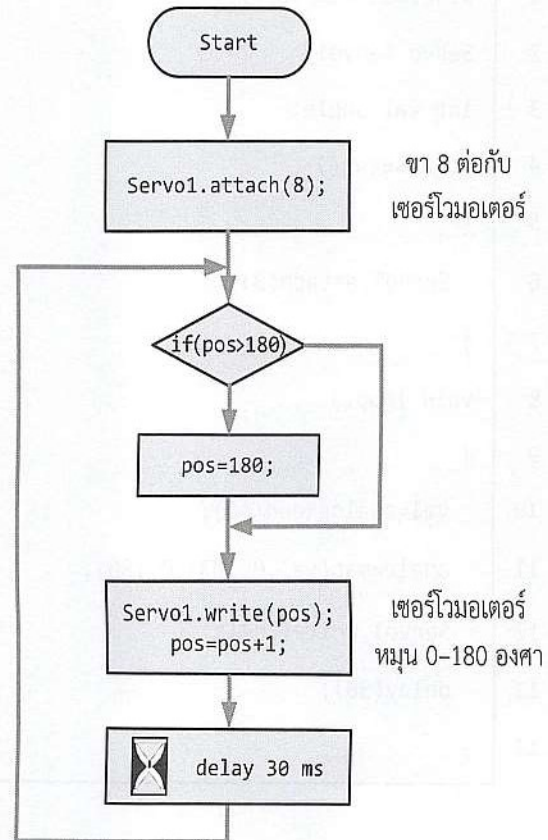 Start
Servo1.attach(8);
ขา 8 ต่อกับ
เซอร์โวมอเตอร์
if(pos>180)
pos=180;
Servo1.write(pos);
pos=pos+1;
เซอร์โวมอเตอร์
หมุน 0-180 องศา
delay 30 ms